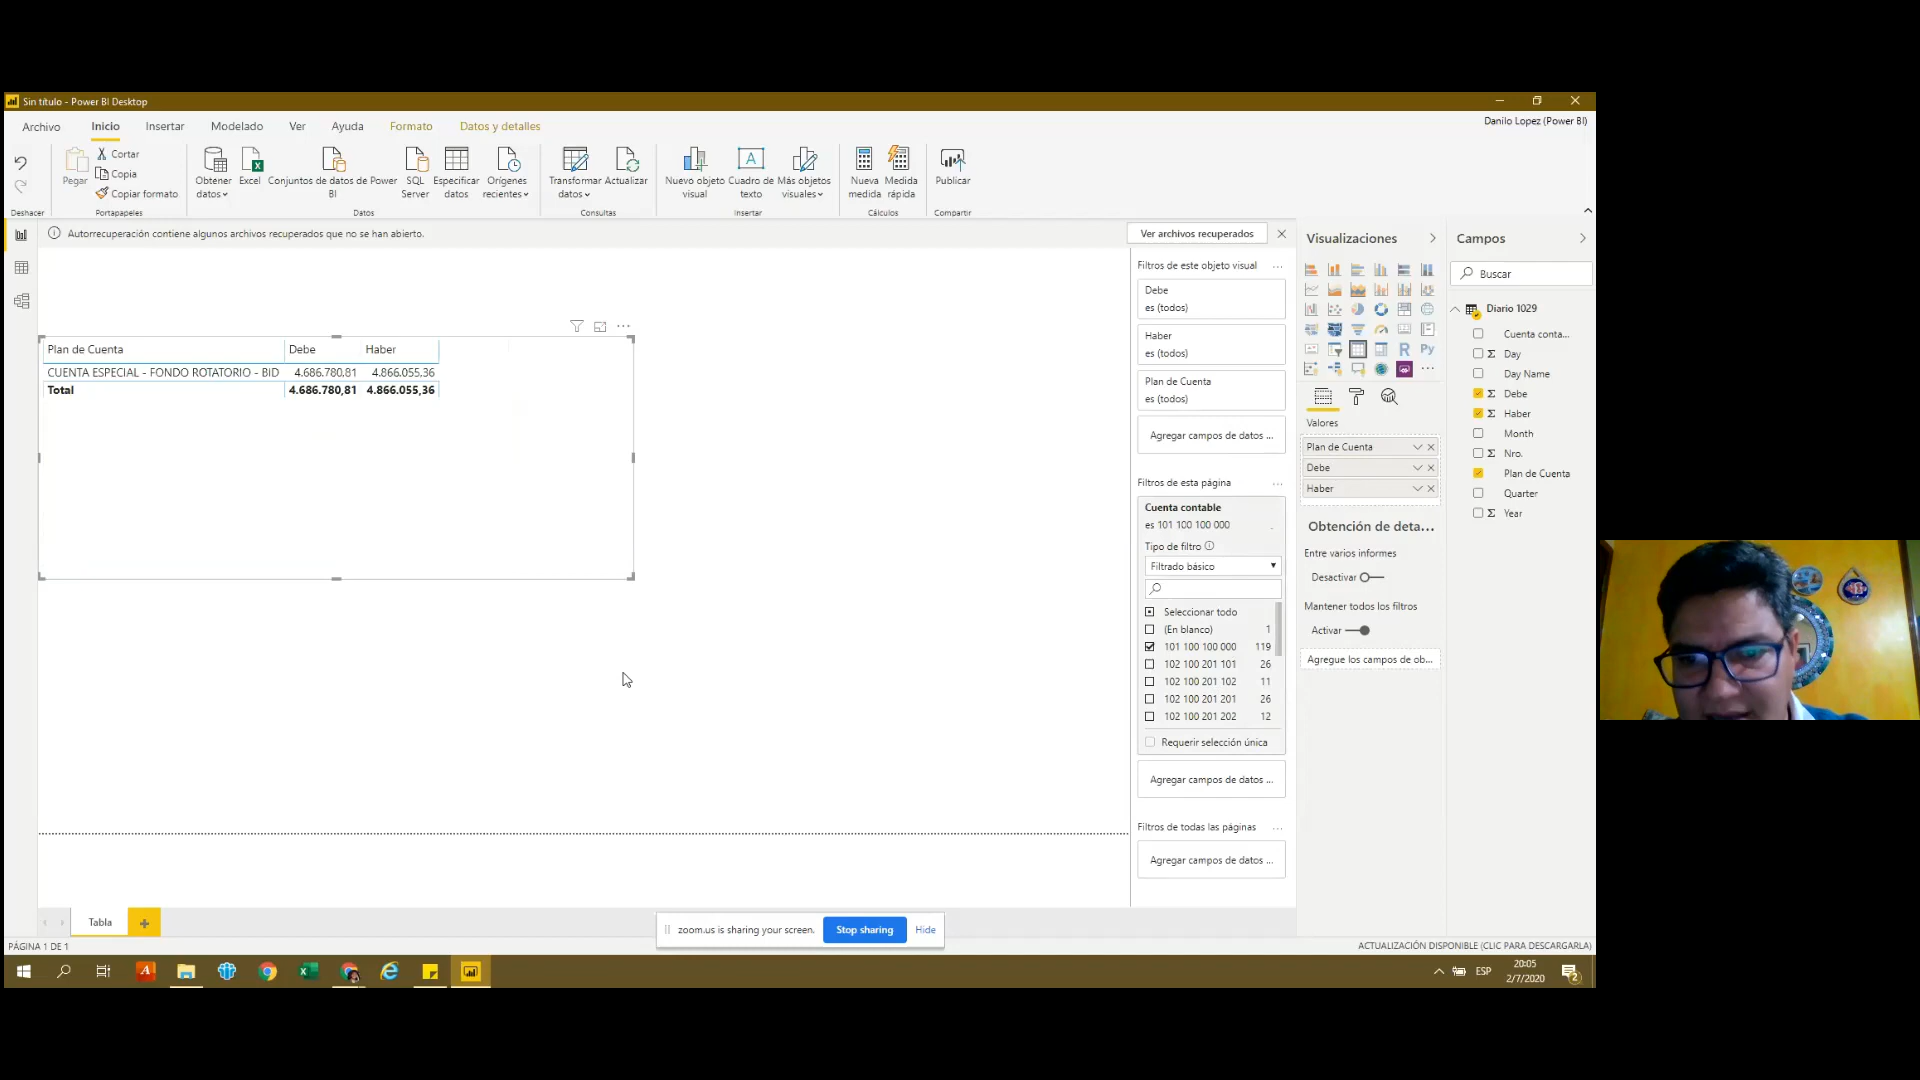 Sin título - Power BI Desktop
Archivo Inicio Insertar Modelado Ver Ayuda Formato Datos y detalles
Danilo Lopez (Power BI)
Pegar
Cortar
Copia
Copiar formato
Obtener datos
Excel
Conjuntos de datos de Power BI
SQL Server
Especificar datos
Orígenes recientes
Transformar datos
Actualizar
Nuevo objeto visual
Cuadro de texto
Más objetos visuales
Nueva medida
Medida rápida
Publicar
Deshacer
Portapapeles
Datos
Consultas
Insertar
Cálculos
Compartir
Autorrecuperación contiene algunos archivos recuperados que no se han abierto.
Ver archivos recuperados
Plan de Cuenta Debe Haber
CUENTA ESPECIAL - FONDO ROTATORIO - BID 4.686.780,81 4.866.055,36
Total 4.686.780,81 4.866.055,36
Filtros de este objeto visual ...
Debe
es (todos)
Haber
es (todos)
Plan de Cuenta
es (todos)
Agregar campos de datos ...
Filtros de esta página ...
Cuenta contable
es 101 100 100 000
Tipo de filtro
Filtrado básico
Seleccionar todo
(En blanco) 1
101 100 100 000 119
102 100 201 101 26
102 100 201 102 11
102 100 201 201 26
102 100 201 202 12
Requerir selección única
Agregar campos de datos ...
Filtros de todas las páginas ...
Agregar campos de datos ...
Visualizaciones
R Py
Valores
Plan de Cuenta
Debe
Haber
Obtención de deta...
Entre varios informes
Desactivar
Mantener todos los filtros
Activar
Agregue los campos de ob...
Campos
Buscar
Diario 1029
Cuenta conta...
Σ Day
Day Name
Σ Debe
Σ Haber
Month
Σ Nro.
Plan de Cuenta
Quarter
Σ Year
Tabla
zoom.us is sharing your screen. Stop sharing Hide
PÁGINA 1 DE 1
ACTUALIZACIÓN DISPONIBLE (CLIC PARA DESCARGARLA)
ESP
20:05
2/7/2020
2